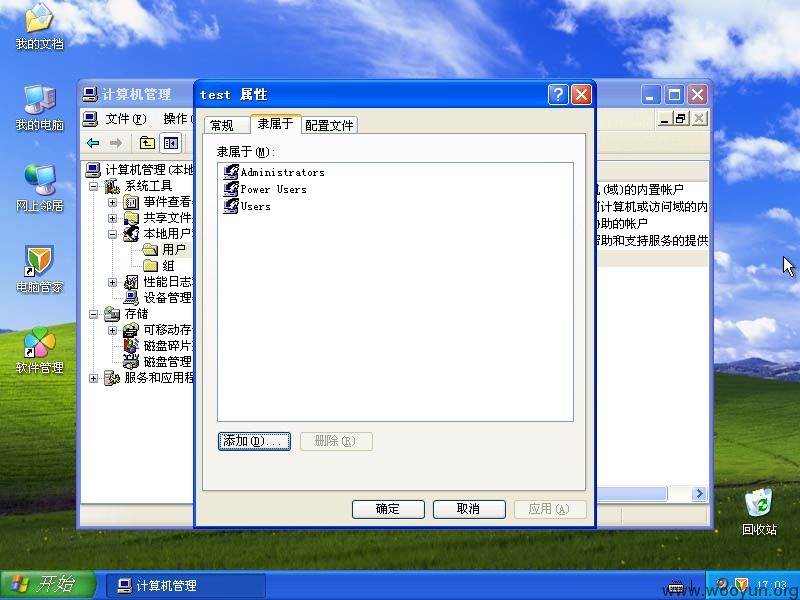 我的文档
我的电脑
网上邻居
电脑管家
软件管理
回收站
计算机管理
文件(F)
操作(
计算机管理(本地
系统工具
事件查看
共享文件
本地用户
用户
组
性能日志
设备管理
存储
可移动存
磁盘碎片
磁盘管理
服务和应用程
test 属性
常规
隶属于
配置文件
隶属于(M):
Administrators
Power Users
Users
添加(D)...
删除(R)
确定
取消
应用(A)
(域)的内置帐户
计算机或访问域的内
助的帐户
帮助和支持服务的提供
开始
计算机管理
17:03
www.wooyun.org